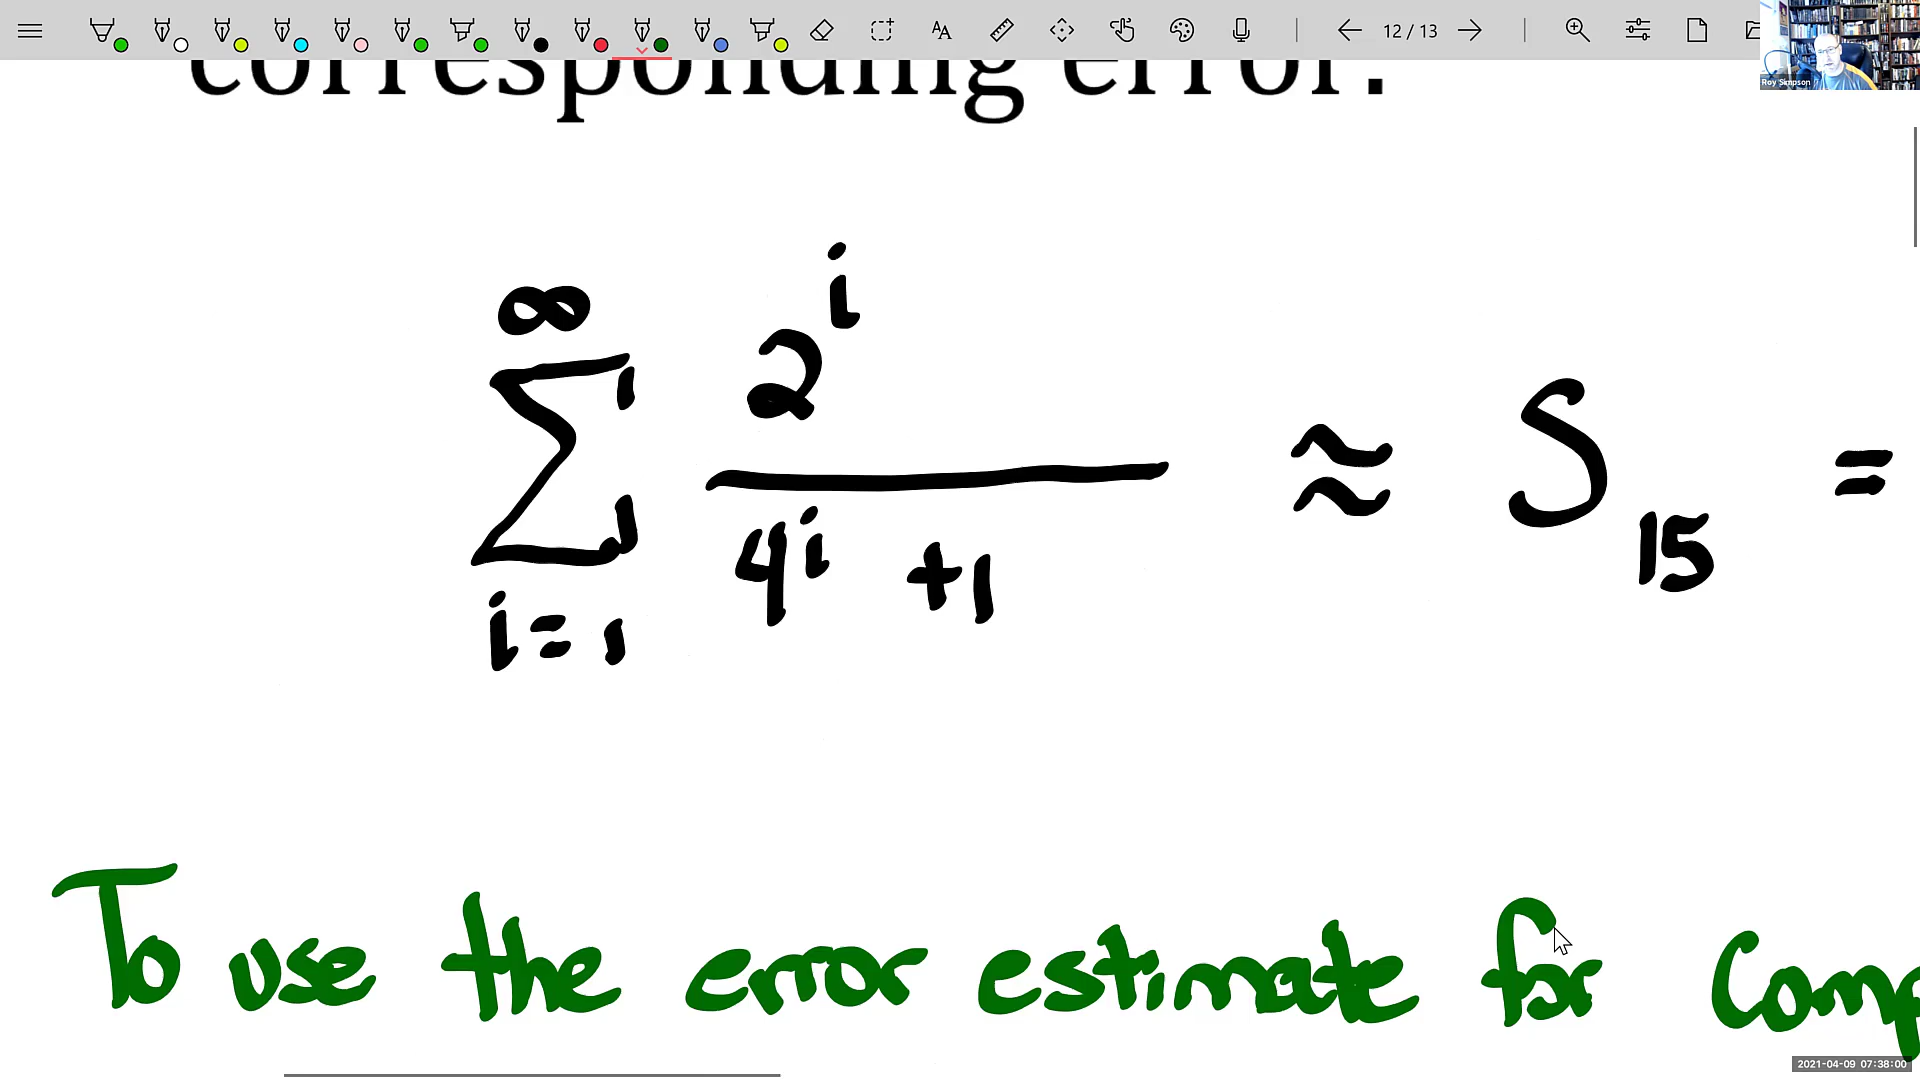 12 / 13
Roy Simpson
corresponding error.
∞
∑ 2^i / (4^i + 1) ≈ S_15 =
i = 1
To use the error estimate for Comp
2021-04-09 07:38:00